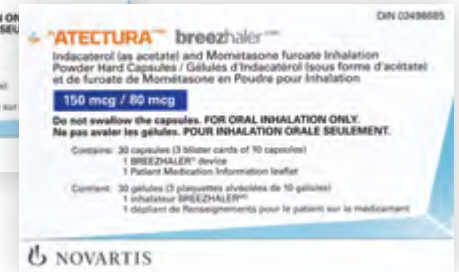 DIN 02498685
ATECTURA breezhaler
Indacaterol (as acetate) and Mometasone furoate Inhalation
Powder Hard Capsules / Gélules d'Indacatérol (sous forme d'acétate)
et de furoate de Mométasone en Poudre pour Inhalation
150 mcg / 80 mcg
Do not swallow the capsules. FOR ORAL INHALATION ONLY.
Ne pas avaler les gélules. POUR INHALATION ORALE SEULEMENT.
Contains: 30 capsules (3 blister cards of 10 capsules)
1 BREEZHALER® device
1 Patient Medication Information leaflet
Contient: 30 gélules (3 plaquettes alvéolées de 10 gélules)
1 inhalateur BREEZHALER
1 dépliant de Renseignements pour le patient sur le médicament
NOVARTIS